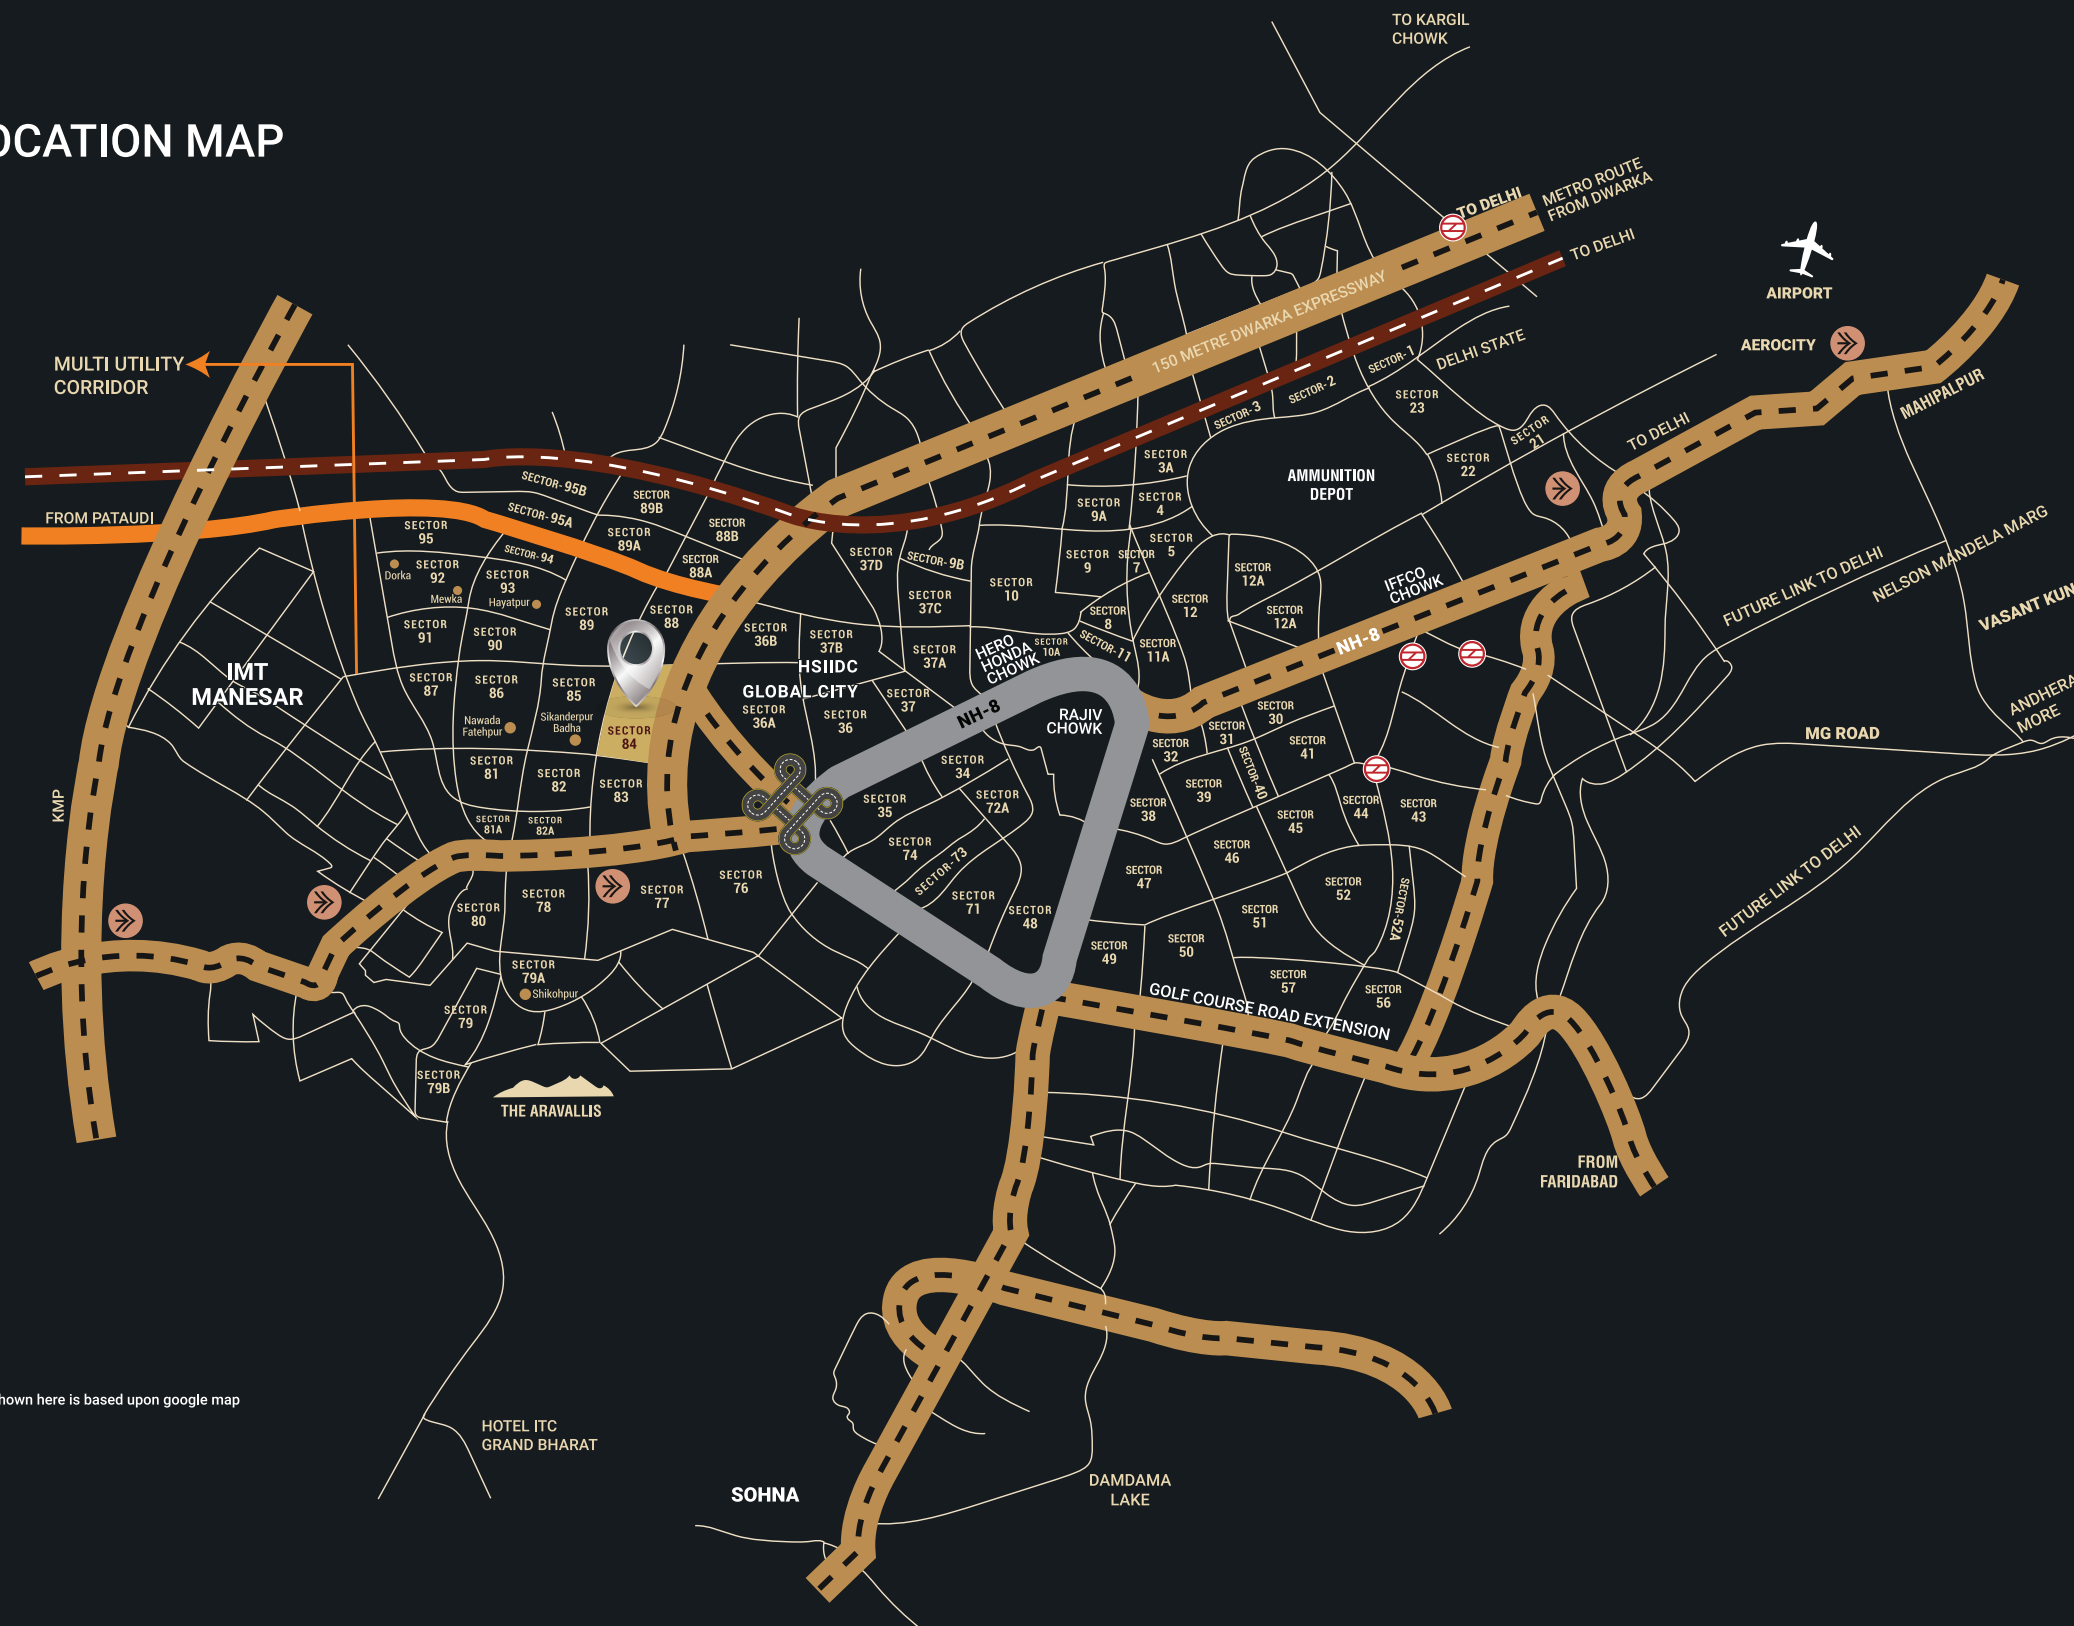 TO KARGIL
CHOWK
OCATION MAP
METRO ROUTE
FROM DWARKA
TO DELHI
TO DELHI
AIRPORT
AEROCITY
MAHIPALPUR
150 METRE DWARKA EXPRESSWAY
DELHI STATE
MULTI UTILITY
CORRIDOR
SECTOR-1
SECTOR-2
SECTOR-3
SECTOR
23
SECTOR
21
TO DELHI
SECTOR
22
SECTOR
3A
AMMUNITION
DEPOT
FROM PATAUDI
SECTOR-95B
SECTOR-95A
SECTOR
89B
SECTOR
88B
SECTOR
95
SECTOR-94
SECTOR
89A
SECTOR
88A
SECTOR
9A
SECTOR
4
SECTOR
5
SECTOR
37D
SECTOR-9B
SECTOR
9
SECTOR
7
SECTOR
10
SECTOR
12A
Dorka
SECTOR
92
Mewka
SECTOR
93
Hayatpur
SECTOR
89
SECTOR
88
SECTOR
37C
SECTOR
8
SECTOR
12
SECTOR
12A
IFFCO
CHOWK
FUTURE LINK TO DELHI
NELSON MANDELA MARG
VASANT KUN
SECTOR
91
SECTOR
90
SECTOR
36B
SECTOR
37B
HSIIDC
SECTOR
37A
HERO
HONDA
CHOWK
SECTOR
10A
SECTOR-11
SECTOR
11A
NH-8
IMT
MANESAR
SECTOR
87
SECTOR
86
SECTOR
85
GLOBAL CITY
SECTOR
36A
SECTOR
36
SECTOR
37
NH-8
RAJIV
CHOWK
SECTOR
30
SECTOR
31
SECTOR
32
SECTOR
41
ANDHERA
MORE
MG ROAD
Nawada
Fatehpur
Sikanderpur
Badha
SECTOR
84
SECTOR
81
SECTOR
82
SECTOR
83
SECTOR
34
SECTOR
35
SECTOR
72A
SECTOR
38
SECTOR
39
SECTOR-40
SECTOR
44
SECTOR
43
SECTOR
45
KMP
SECTOR
81A
SECTOR
82A
SECTOR
74
SECTOR-73
SECTOR
46
SECTOR
47
SECTOR
52
SECTOR-52A
FUTURE LINK TO DELHI
SECTOR
80
SECTOR
78
SECTOR
77
SECTOR
76
SECTOR
71
SECTOR
48
SECTOR
51
SECTOR
49
SECTOR
50
SECTOR
79A
Shikohpur
SECTOR
57
SECTOR
56
GOLF COURSE ROAD EXTENSION
SECTOR
79
SECTOR
79B
THE ARAVALLIS
FROM
FARIDABAD
hown here is based upon google map
HOTEL ITC
GRAND BHARAT
SOHNA
DAMDAMA
LAKE